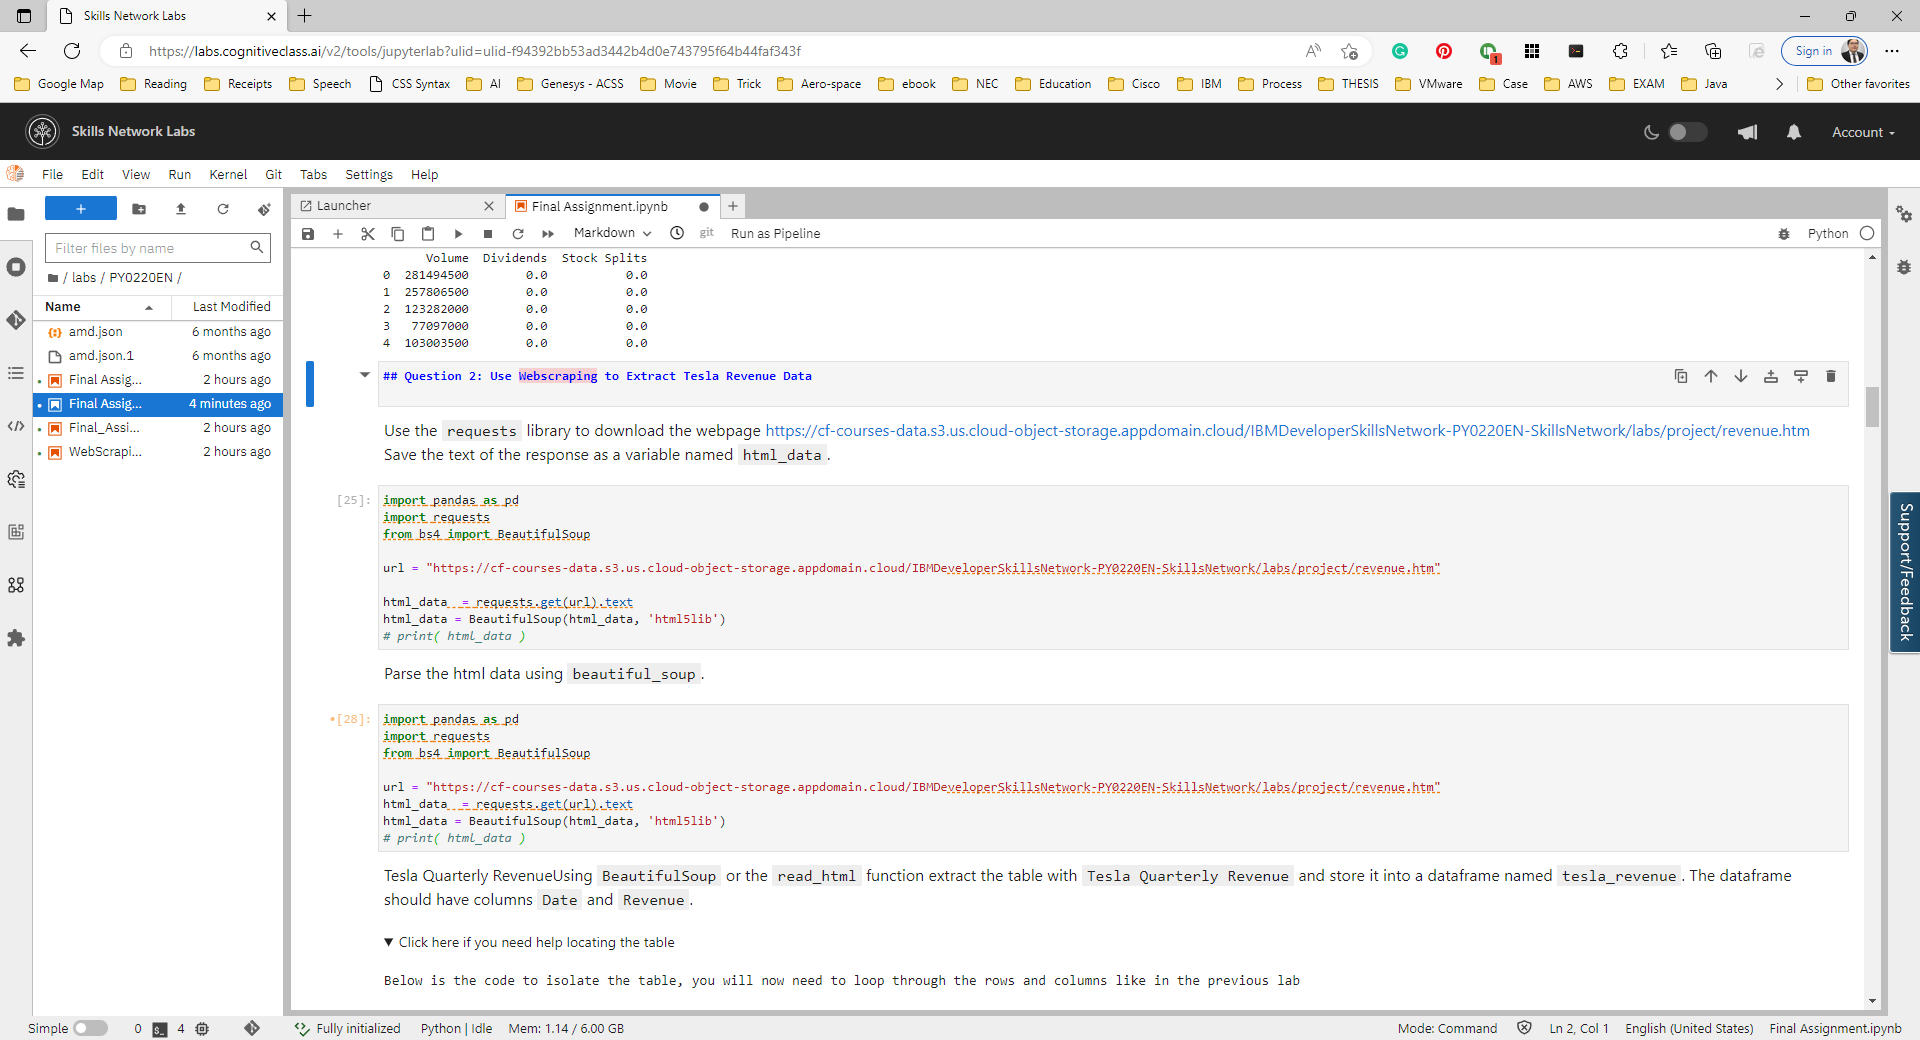 Skills Network Labs
https://labs.cognitiveclass.ai/v2/tools/jupyterlab?ulid=ulid-f94392bb53ad3442b4d0e743795f64b44faf343f
1
Sign in
Google Map Reading Receipts Speech CSS Syntax AI Genesys - ACSS Movie Trick Aero-space ebook NEC Education Cisco IBM Process THESIS VMware Case AWS EXAM Java Other favorites
Skills Network Labs
Account
File Edit View Run Kernel Git Tabs Settings Help
Launcher
Final Assignment.ipynb
Markdown
git
Run as Pipeline
Python
Filter files by name
/ labs / PY0220EN /
Name Last Modified
amd.json 6 months ago
amd.json.1 6 months ago
Final Assig... 2 hours ago
Final Assig... 4 minutes ago
Final_Assi... 2 hours ago
WebScrapi... 2 hours ago
Volume Dividends Stock Splits
0 281494500 0.0 0.0
1 257806500 0.0 0.0
2 123282000 0.0 0.0
3 77097000 0.0 0.0
4 103003500 0.0 0.0
## Question 2: Use Webscraping to Extract Tesla Revenue Data
Use the requests library to download the webpage https://cf-courses-data.s3.us.cloud-object-storage.appdomain.cloud/IBMDeveloperSkillsNetwork-PY0220EN-SkillsNetwork/labs/project/revenue.htm
Save the text of the response as a variable named html_data.
[25]:
import pandas as pd
import requests
from bs4 import BeautifulSoup
url = "https://cf-courses-data.s3.us.cloud-object-storage.appdomain.cloud/IBMDeveloperSkillsNetwork-PY0220EN-SkillsNetwork/labs/project/revenue.htm"
html_data  = requests.get(url).text
html_data = BeautifulSoup(html_data, 'html5lib')
# print( html_data )
Parse the html data using beautiful_soup.
[28]:
import pandas as pd
import requests
from bs4 import BeautifulSoup
url = "https://cf-courses-data.s3.us.cloud-object-storage.appdomain.cloud/IBMDeveloperSkillsNetwork-PY0220EN-SkillsNetwork/labs/project/revenue.htm"
html_data  = requests.get(url).text
html_data = BeautifulSoup(html_data, 'html5lib')
# print( html_data )
Tesla Quarterly RevenueUsing BeautifulSoup or the read_html function extract the table with Tesla Quarterly Revenue and store it into a dataframe named tesla_revenue. The dataframe
should have columns Date and Revenue.
▼ Click here if you need help locating the table
Below is the code to isolate the table, you will now need to loop through the rows and columns like in the previous lab
Support/Feedback
Simple 0 4 Fully initialized Python | Idle Mem: 1.14 / 6.00 GB Mode: Command Ln 2, Col 1 English (United States) Final Assignment.ipynb